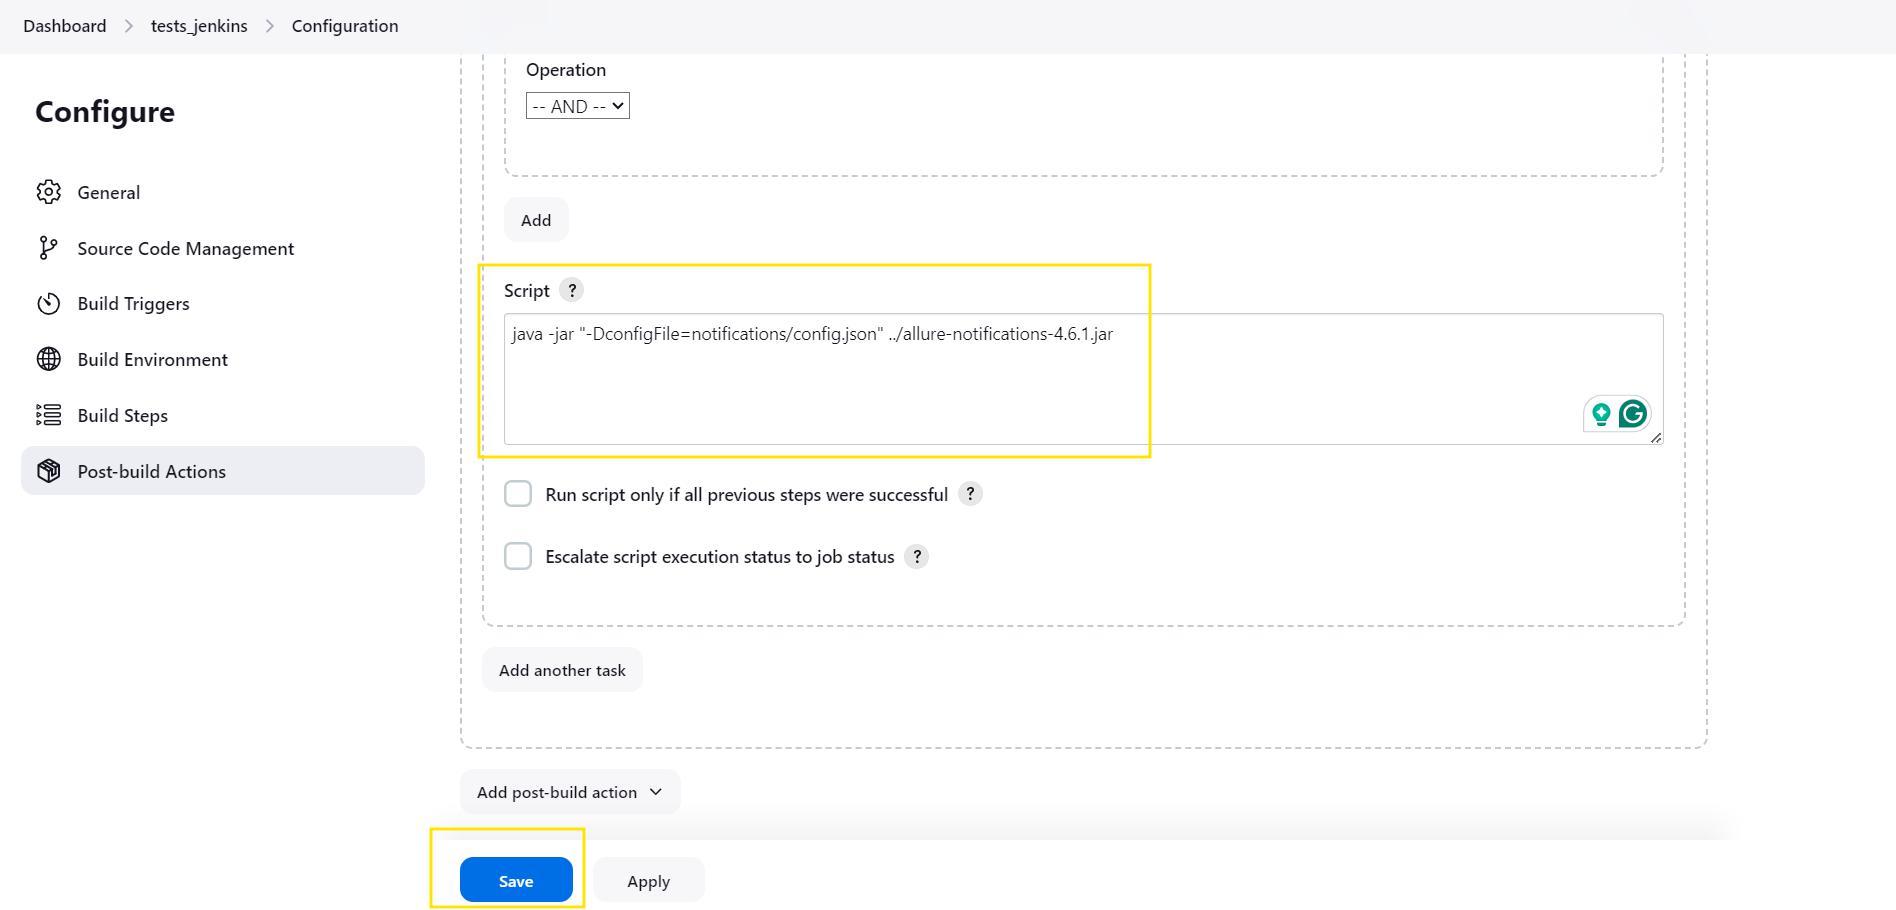 Dashboard > tests_jenkins > Configuration
Configure
General
Source Code Management
Build Triggers
Build Environment
Build Steps
Post-build Actions
Operation
-- AND --
Add
Script ?
java -jar "-DconfigFile=notifications/config.json" ../allure-notifications-4.6.1.jar
Run script only if all previous steps were successful ?
Escalate script execution status to job status ?
Add another task
Add post-build action
Save Apply